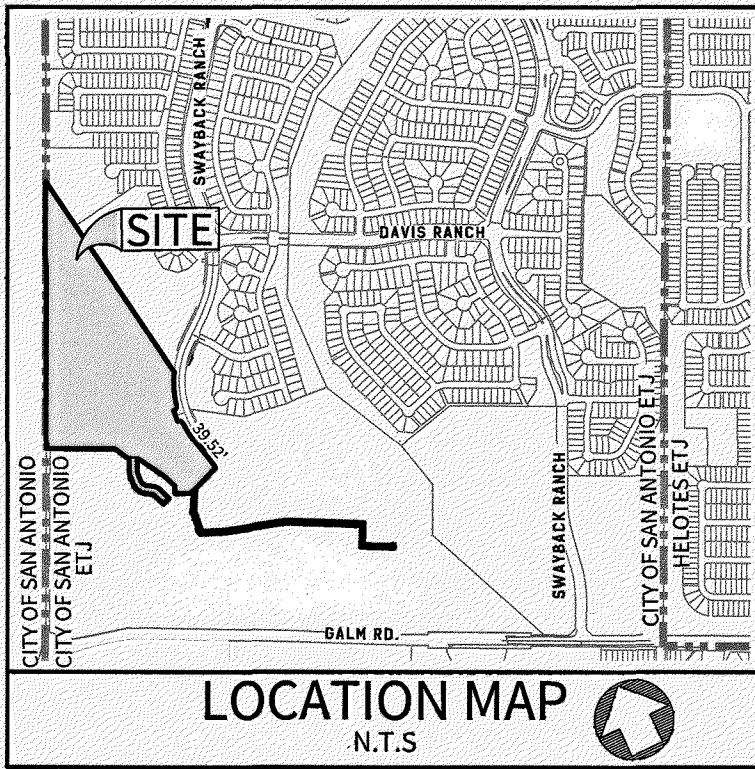 SWAYBACK RANCH
SITE
DAVIS RANCH
39.52'
CITY OF SAN ANTONIO
CITY OF SAN ANTONIO
ETJ
SWAYBACK RANCH
CITY OF SAN ANTONIO ETJ
HELOTES ETJ
GALM RD.
LOCATION MAP
N.T.S